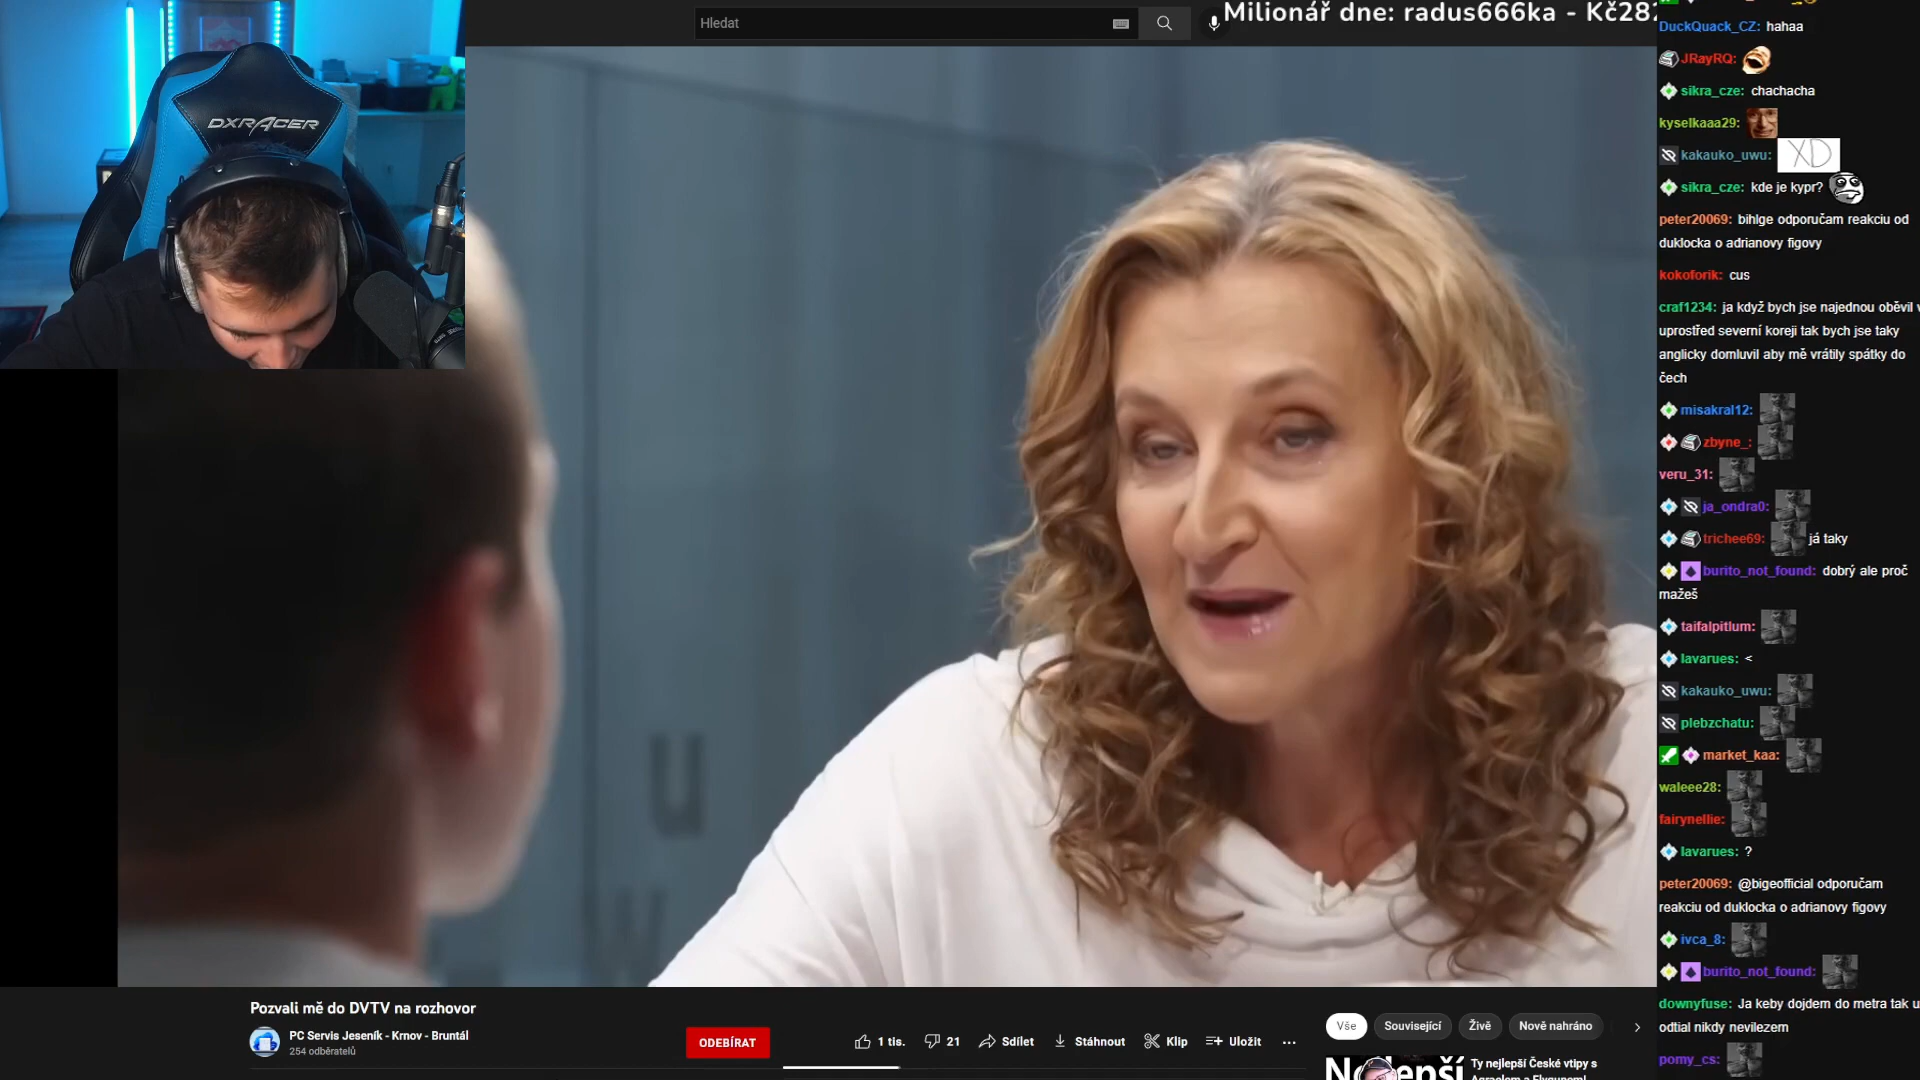 Hledat
Milionář dne: radus666ka - Kč282
DXRACER
DuckQuack_CZ: hahaa
JRayRQ:
sikra_cze: chachacha
kyselkaaa29:
kakauko_uwu: XD
sikra_cze: kde je kypr?
peter20069: bihlge odporučam reakciu od
duklocka o adrianovy figovy
kokoforik: cus
craf1234: ja když bych jse najednou oběvil v
uprostřed severní koreji tak bych jse taky
anglicky domluvil aby mě vrátily spátky do
čech
misakral12:
zbyne_:
veru_31:
ja_ondra0:
trichee69: já taky
burito_not_found: dobrý ale proč
mažeš
taifalpitlum:
lavarues: <
kakauko_uwu:
plebzchatu:
market_kaa:
waleee28:
fairynellie:
lavarues: ?
peter20069: @bigeofficial odporučam
reakciu od duklocka o adrianovy figovy
ivca_8:
burito_not_found:
downyfuse: Ja keby dojdem do metra tak u
odtial nikdy nevilezem
pomy_cs:
u
w
Pozvali mě do DVTV na rozhovor
PC Servis Jeseník - Krnov - Bruntál
254 odběratelů
ODEBÍRAT
1 tis.
21
Sdílet
Stáhnout
Klip
Uložit
Vše
Související
Živě
Nově nahráno
Nejlepší
Ty nejlepší České vtipy s
Agraelem a Flygunem!